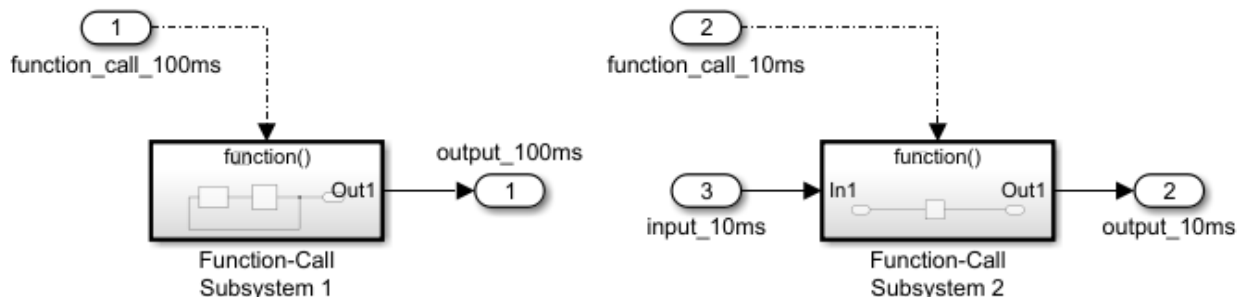 1
function_call_100ms
function()
Out1
Function-Call
Subsystem 1
output_100ms
1
2
function_call_10ms
3
input_10ms
function()
In1
Out1
Function-Call
Subsystem 2
2
output_10ms